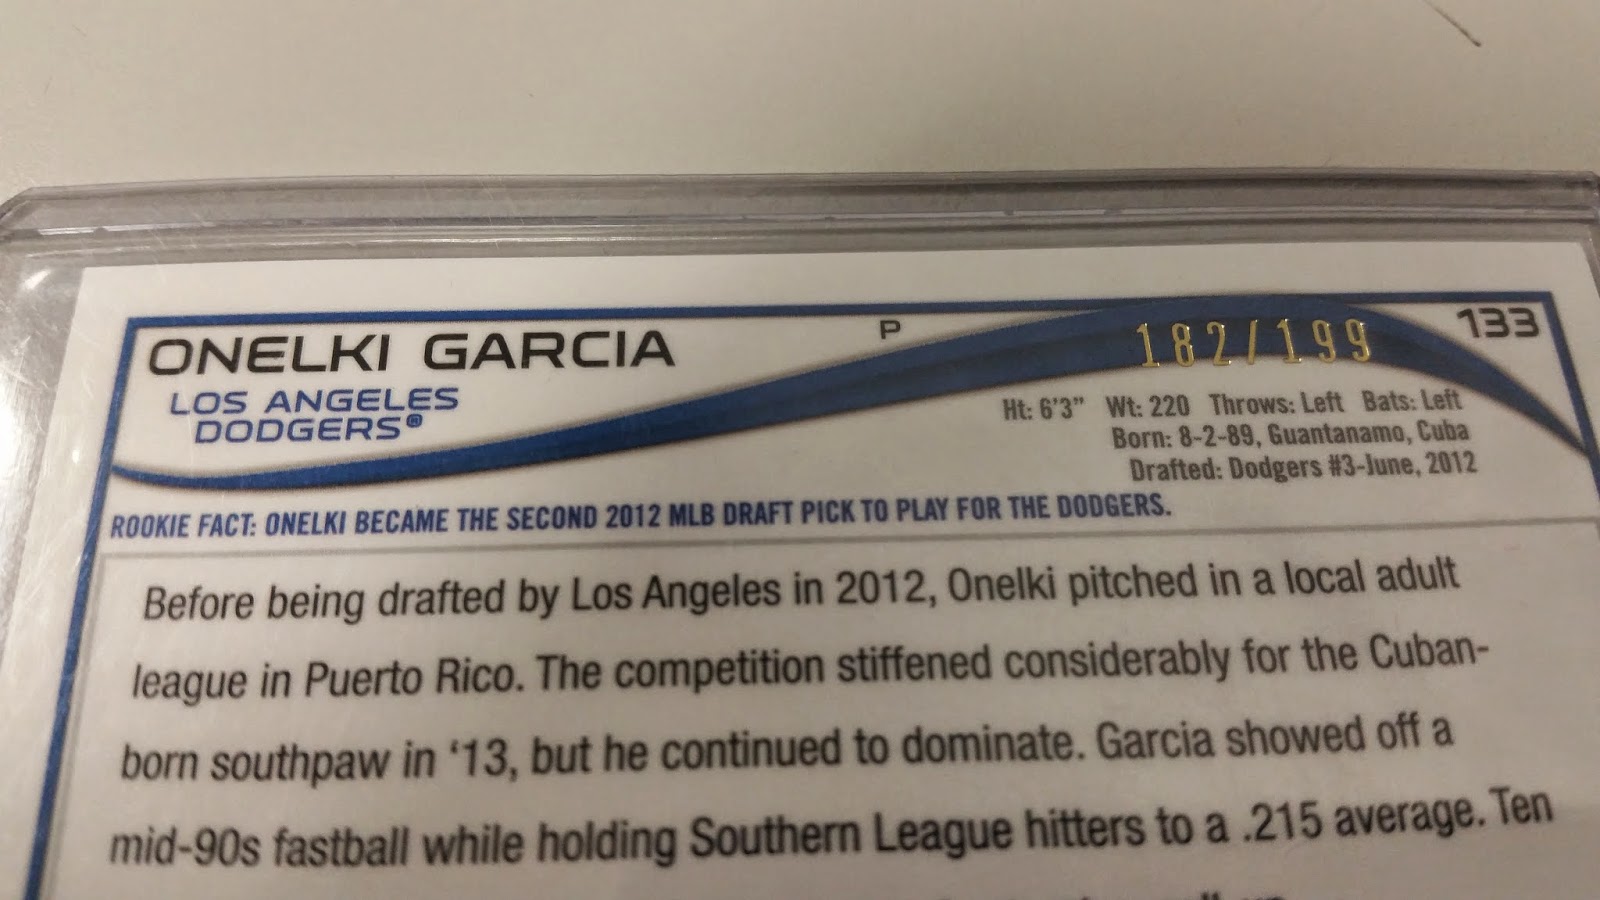 ONELKI GARCIA P 182/199 133
LOS ANGELES
DODGERS®
Ht: 6'3" Wt: 220 Throws: Left Bats: Left
Born: 8-2-89, Guantanamo, Cuba
Drafted: Dodgers #3-June, 2012
ROOKIE FACT: ONELKI BECAME THE SECOND 2012 MLB DRAFT PICK TO PLAY FOR THE DODGERS.
Before being drafted by Los Angeles in 2012, Onelki pitched in a local adult
league in Puerto Rico. The competition stiffened considerably for the Cuban-
born southpaw in ‘13, but he continued to dominate. Garcia showed off a
mid-90s fastball while holding Southern League hitters to a .215 average. Ten